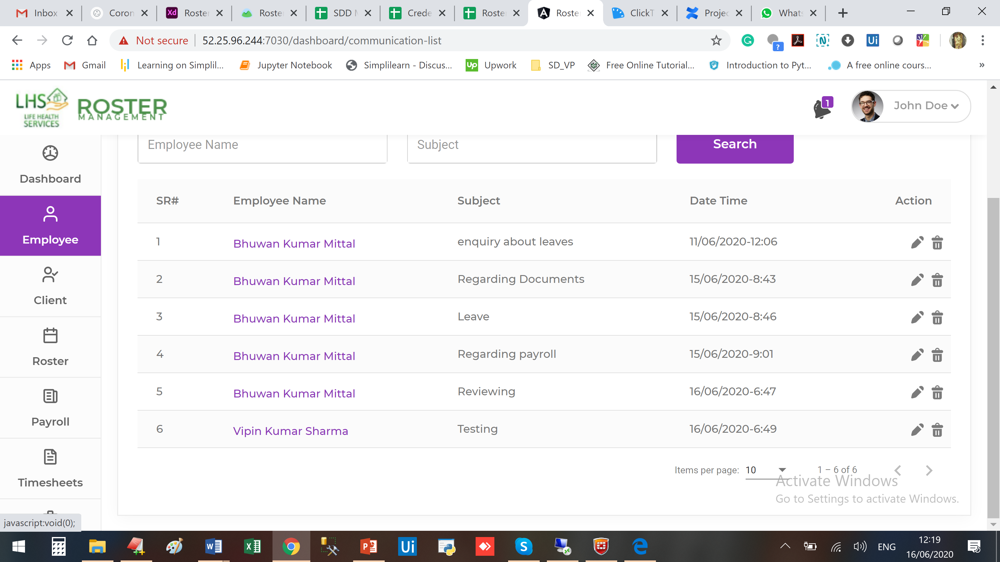 Inbox
Coron
Roster
Roster
SDD M
Crede
Roster
Roster
ClickT
Projec
Whats
Not secure
52.25.96.244:7030/dashboard/communication-list
Apps
Gmail
Learning on Simplil...
Jupyter Notebook
Simplilearn - Discus...
Upwork
SD_VP
Free Online Tutorial...
Introduction to Pyt...
A free online cours...
»
LHS
LIFE HEALTH
SERVICES
ROSTER
MANAGEMENT
1
John Doe
Dashboard
Employee
Client
Roster
Payroll
Timesheets
Employee Name
Subject
Search
SR# Employee Name Subject Date Time Action
1 Bhuwan Kumar Mittal enquiry about leaves 11/06/2020-12:06
2 Bhuwan Kumar Mittal Regarding Documents 15/06/2020-8:43
3 Bhuwan Kumar Mittal Leave 15/06/2020-8:46
4 Bhuwan Kumar Mittal Regarding payroll 15/06/2020-9:01
5 Bhuwan Kumar Mittal Reviewing 16/06/2020-6:47
6 Vipin Kumar Sharma Testing 16/06/2020-6:49
Items per page: 10 1 – 6 of 6
Activate Windows
Go to Settings to activate Windows.
javascript:void(0);
ENG
12:19
16/06/2020